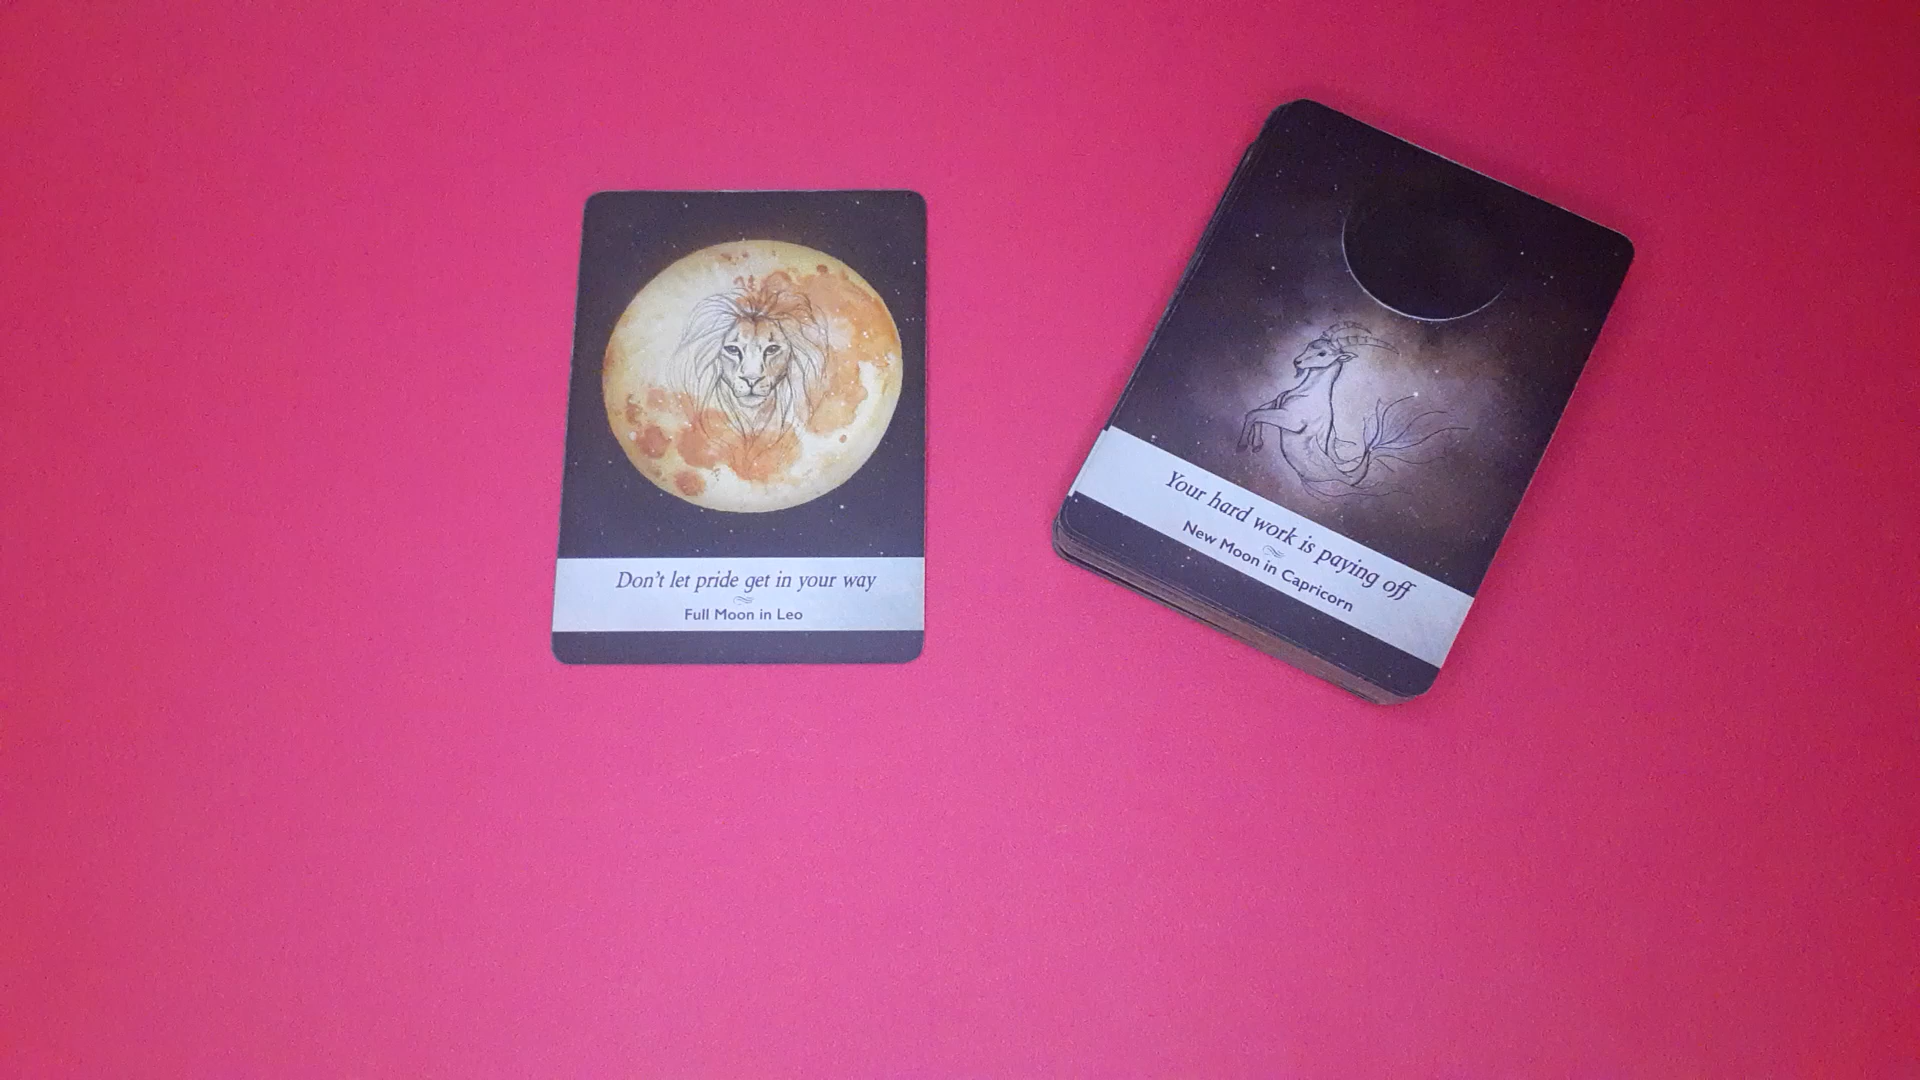 Don't let pride get in your way
Full Moon in Leo
Your hard work is paying off
New Moon in Capricorn